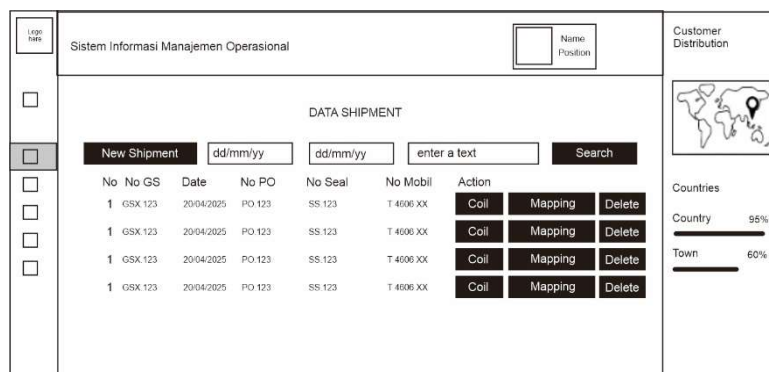 Logo
here
Sistem Informasi Manajemen Operasional
Name
Position
Customer
Distribution
DATA SHIPMENT
New Shipment dd/mm/yy dd/mm/yy enter a text Search
No No GS Date No PO No Seal No Mobil Action
1 GSX.123 20/04/2025 PO.123 SS.123 T 4606 XX Coil Mapping Delete
1 GSX.123 20/04/2025 PO.123 SS.123 T 4606 XX Coil Mapping Delete
1 GSX.123 20/04/2025 PO.123 SS.123 T 4606 XX Coil Mapping Delete
1 GSX.123 20/04/2025 PO.123 SS.123 T 4606 XX Coil Mapping Delete
Countries
Country 95%
Town 60%